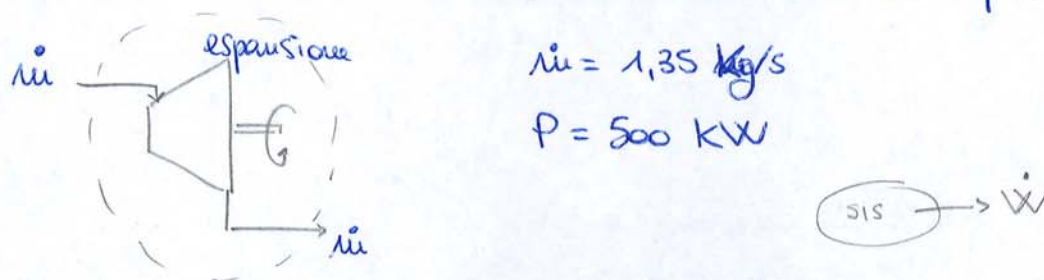 espansione
ṁ
ṁ = 1,35 kg/s
P = 500 KW
SIS
Ẇ
ṁ